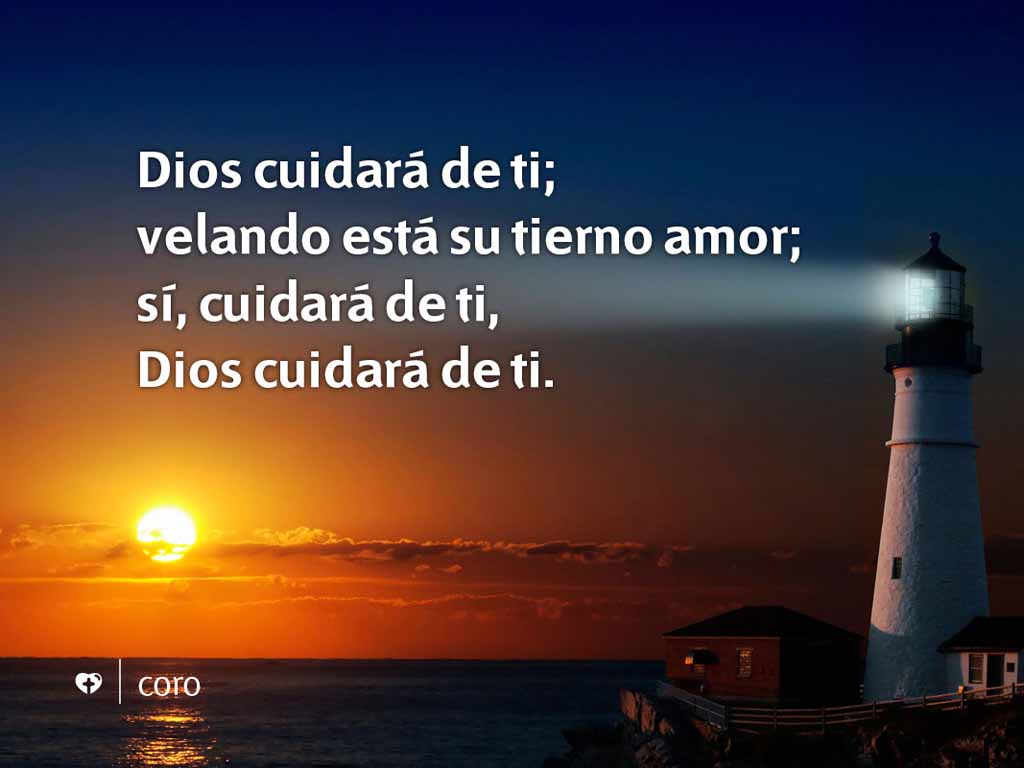 Dios cuidará de ti;
velando está su tierno amor;
sí, cuidará de ti,
Dios cuidará de ti.
coro